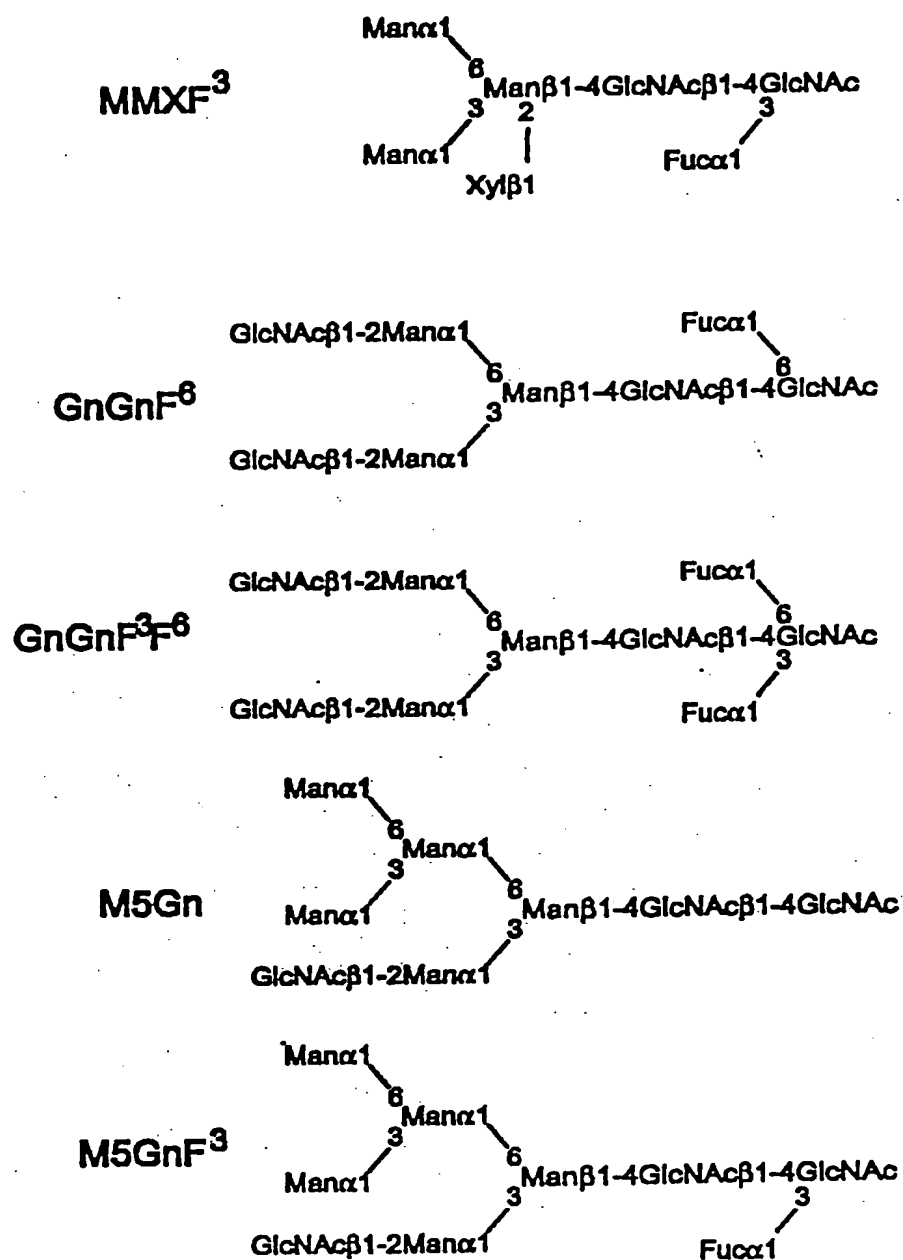 Manα1
6
MMXF³
Manβ1-4GlcNAcβ1-4GlcNAc
3 2 3
Manα1 Fucα1
Xylβ1
GlcNAcβ1-2Manα1 Fucα1
6 6
GnGnF⁶
Manβ1-4GlcNAcβ1-4GlcNAc
3
GlcNAcβ1-2Manα1
GlcNAcβ1-2Manα1 Fucα1
6 6
GnGnF³F⁶
Manβ1-4GlcNAcβ1-4GlcNAc
3 3
GlcNAcβ1-2Manα1 Fucα1
Manα1
6
Manα1
3 6
M5Gn
Manα1 Manβ1-4GlcNAcβ1-4GlcNAc
3
GlcNAcβ1-2Manα1
Manα1
6
Manα1
3 6
M5GnF³
Manα1 Manβ1-4GlcNAcβ1-4GlcNAc
3 3
GlcNAcβ1-2Manα1 Fucα1